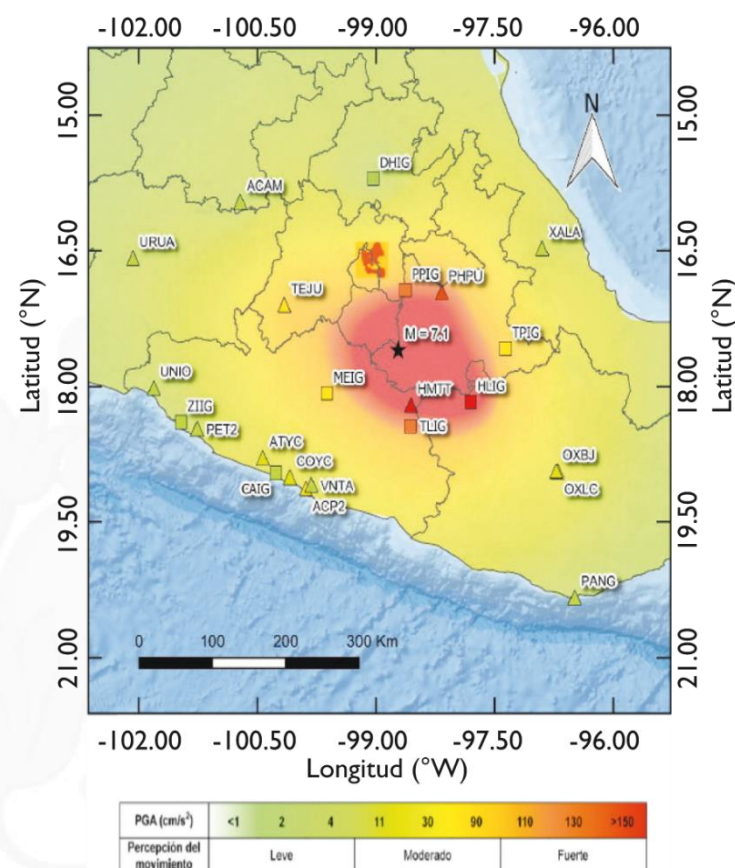 -102.00 -100.50 -99.00 -97.50 -96.00
15.00 15.00
N
DHIG
ACAM
URUA
XALA
16.50 16.50
PPIG PHPU
TEJU
M = 7.1
TPIG
Latitud (°N) Latitud (°N)
UNIO
MEIG
18.00 18.00
HMTT HLIG
ZIIG
PET2
TLIG
ATYC
COYC
OXBJ
CAIG VNTA
OXLC
ACP2
19.50 19.50
PANG
0 100 200 300 Km
21.00 21.00
-102.00 -100.50 -99.00 -97.50 -96.00
Longitud (°W)
PGA (cm/s²) <1 2 4 11 30 90 110 130 >150
Percepción del
movimiento Leve Moderado Fuerte